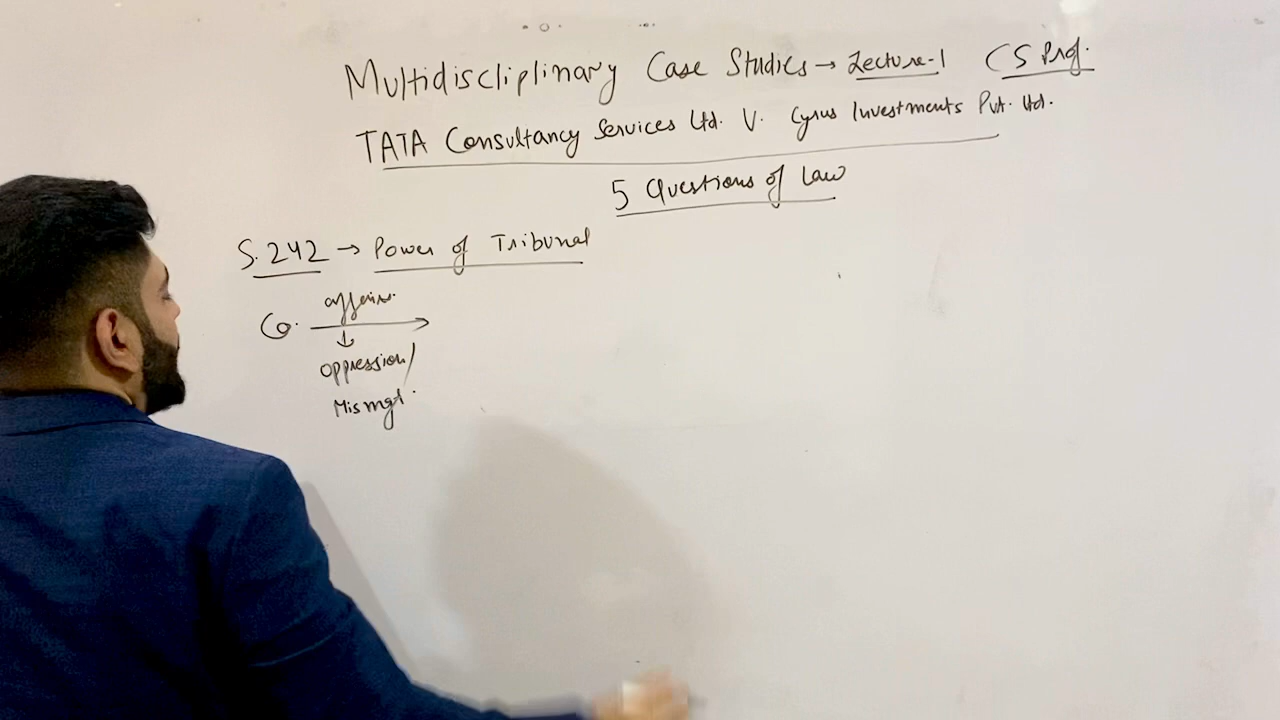 Multidiscliplinary Case Studies → Lecture-1 CS Prof.
TATA Consultancy Services Ltd. V. Cyrus Investments Pvt. Ltd.
5 Questions of Law
S. 242 → Power of Tribunal
affairs.
Co. →
↓
oppression/
Mismgt.